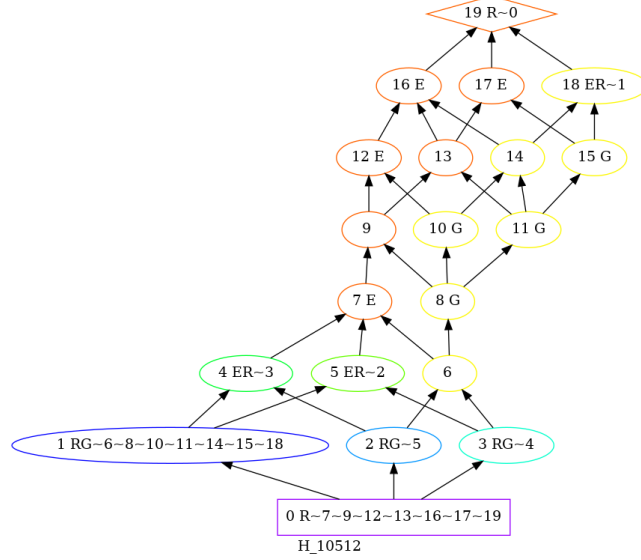 19 R~0
16 E
17 E
18 ER~1
12 E
13
14
15 G
9
10 G
11 G
7 E
8 G
4 ER~3
5 ER~2
6
1 RG~6~8~10~11~14~15~18
2 RG~5
3 RG~4
0 R~7~9~12~13~16~17~19
H_10512